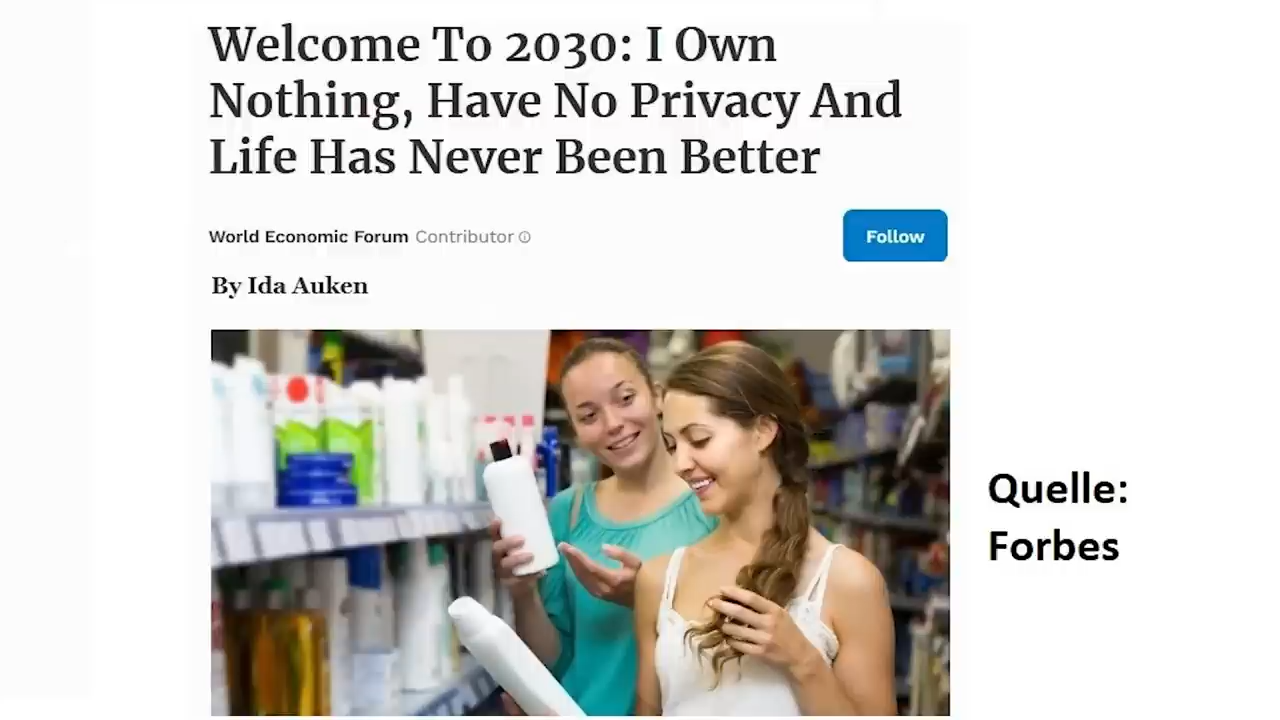 Welcome To 2030: I Own
Nothing, Have No Privacy And
Life Has Never Been Better
World Economic Forum Contributor
Follow
By Ida Auken
Quelle:
Forbes